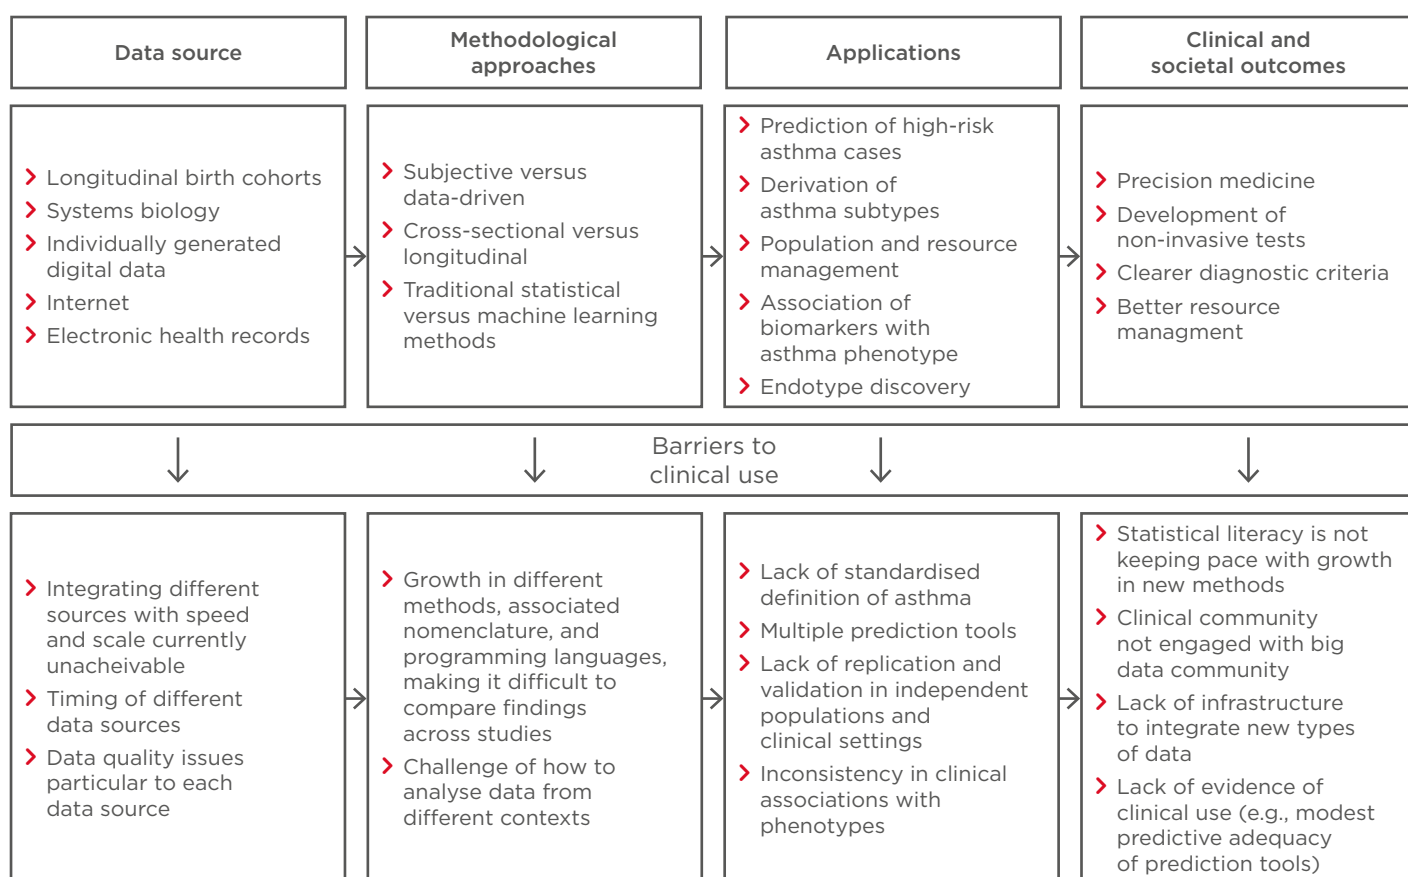 Data source
Methodological
approaches
Applications
Clinical and
societal outcomes
Longitudinal birth cohorts
Systems biology
Individually generated
digital data
Internet
Electronic health records
Subjective versus
data-driven
Cross-sectional versus
longitudinal
Traditional statistical
versus machine learning
methods
Prediction of high-risk
asthma cases
Derivation of
asthma subtypes
Population and resource
management
Association of
biomarkers with
asthma phenotype
Endotype discovery
Precision medicine
Development of
non-invasive tests
Clearer diagnostic criteria
Better resource
managment
Barriers to
clinical use
Integrating different
sources with speed
and scale currently
unacheivable
Timing of different
data sources
Data quality issues
particular to each
data source
Growth in different
methods, associated
nomenclature, and
programming languages,
making it difficult to
compare findings
across studies
Challenge of how to
analyse data from
different contexts
Lack of standardised
definition of asthma
Multiple prediction tools
Lack of replication and
validation in independent
populations and
clinical settings
Inconsistency in clinical
associations with
phenotypes
Statistical literacy is not
keeping pace with growth
in new methods
Clinical community
not engaged with big
data community
Lack of infrastructure
to integrate new types
of data
Lack of evidence of
clinical use (e.g., modest
predictive adequacy
of prediction tools)